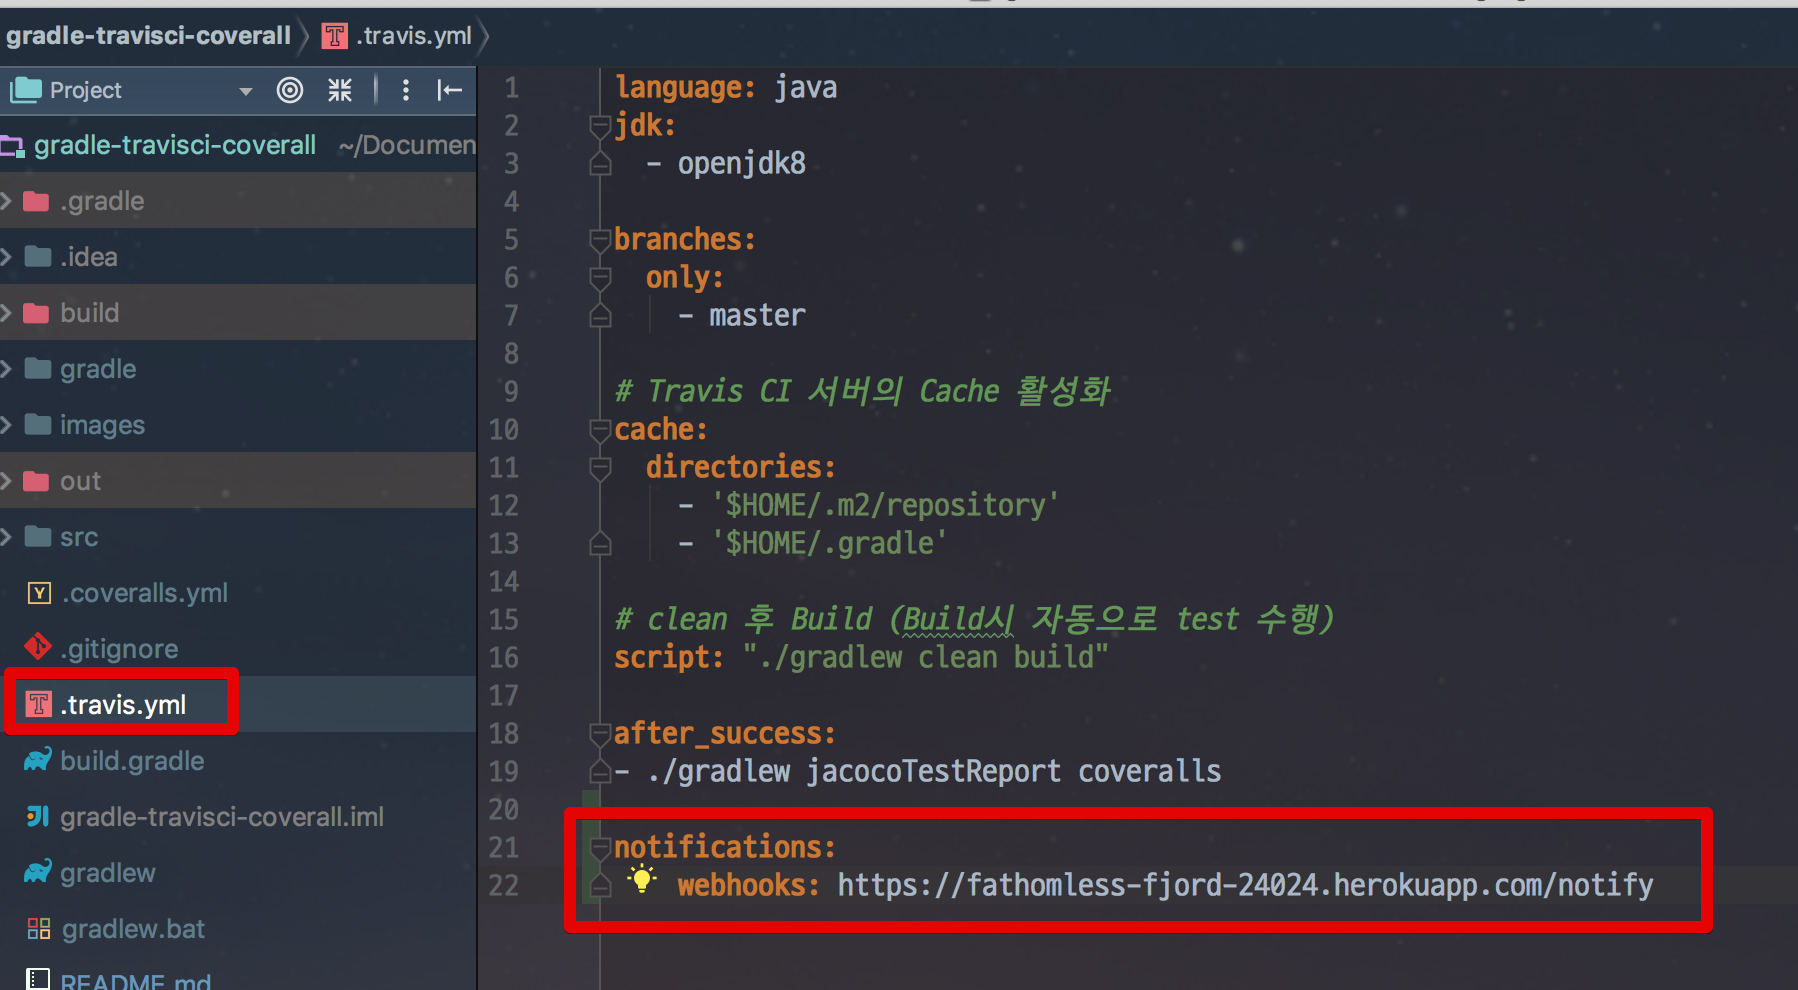 gradle-travisci-coverall
.travis.yml
Project
gradle-travisci-coverall ~/Documen
.gradle
.idea
build
gradle
images
out
src
.coveralls.yml
.gitignore
.travis.yml
build.gradle
gradle-travisci-coverall.iml
gradlew
gradlew.bat
README.md
1 language: java
2 jdk:
3   - openjdk8
4
5 branches:
6   only:
7     - master
8
9 # Travis CI 서버의 Cache 활성화
10 cache:
11   directories:
12     - '$HOME/.m2/repository'
13     - '$HOME/.gradle'
14
15 # clean 후 Build (Build시 자동으로 test 수행)
16 script: "./gradlew clean build"
17
18 after_success:
19 - ./gradlew jacocoTestReport coveralls
20
21 notifications:
22     webhooks: https://fathomless-fjord-24024.herokuapp.com/notify